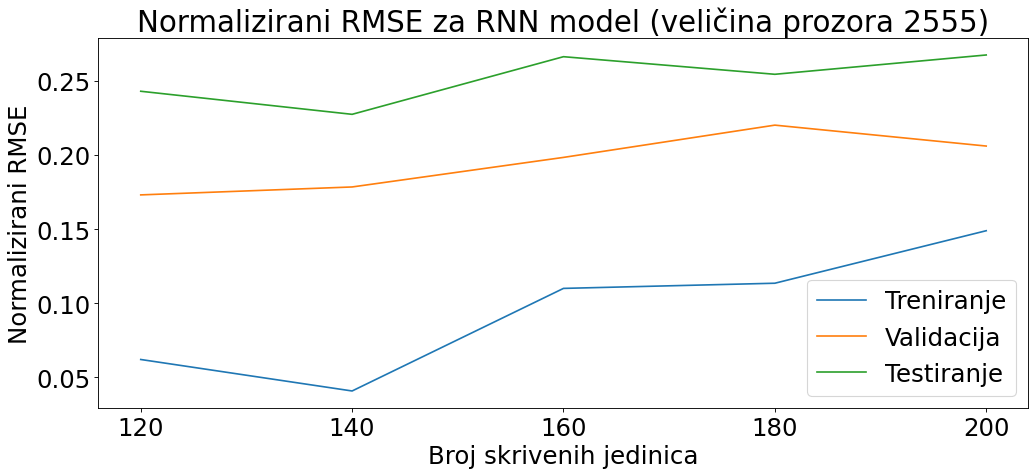 Normalizirani RMSE za RNN model (veličina prozora 2555)
Normalizirani RMSE
0.25
0.20
0.15
0.10
0.05
120 140 160 180 200
Broj skrivenih jedinica
Treniranje
Validacija
Testiranje